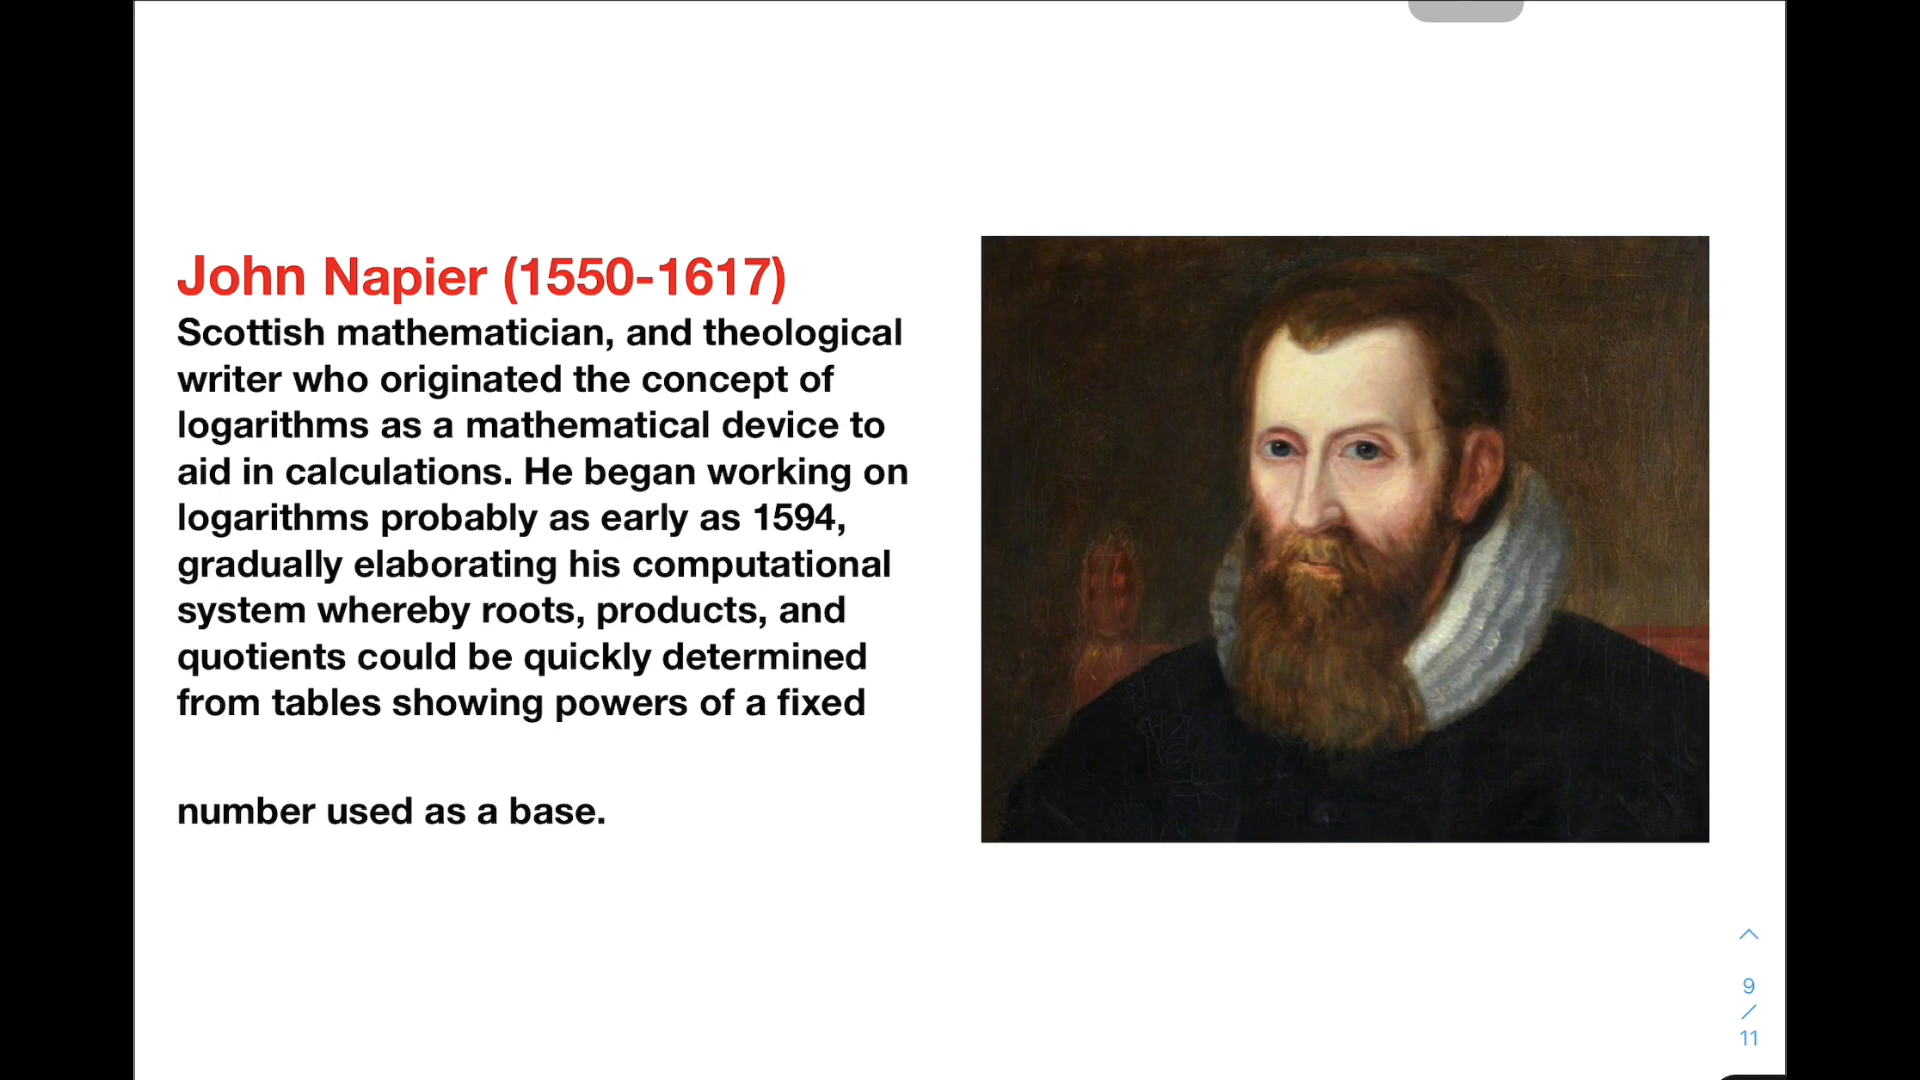 John Napier (1550-1617)
Scottish mathematician, and theological
writer who originated the concept of
logarithms as a mathematical device to
aid in calculations. He began working on
logarithms probably as early as 1594,
gradually elaborating his computational
system whereby roots, products, and
quotients could be quickly determined
from tables showing powers of a fixed
number used as a base.
9
/
11